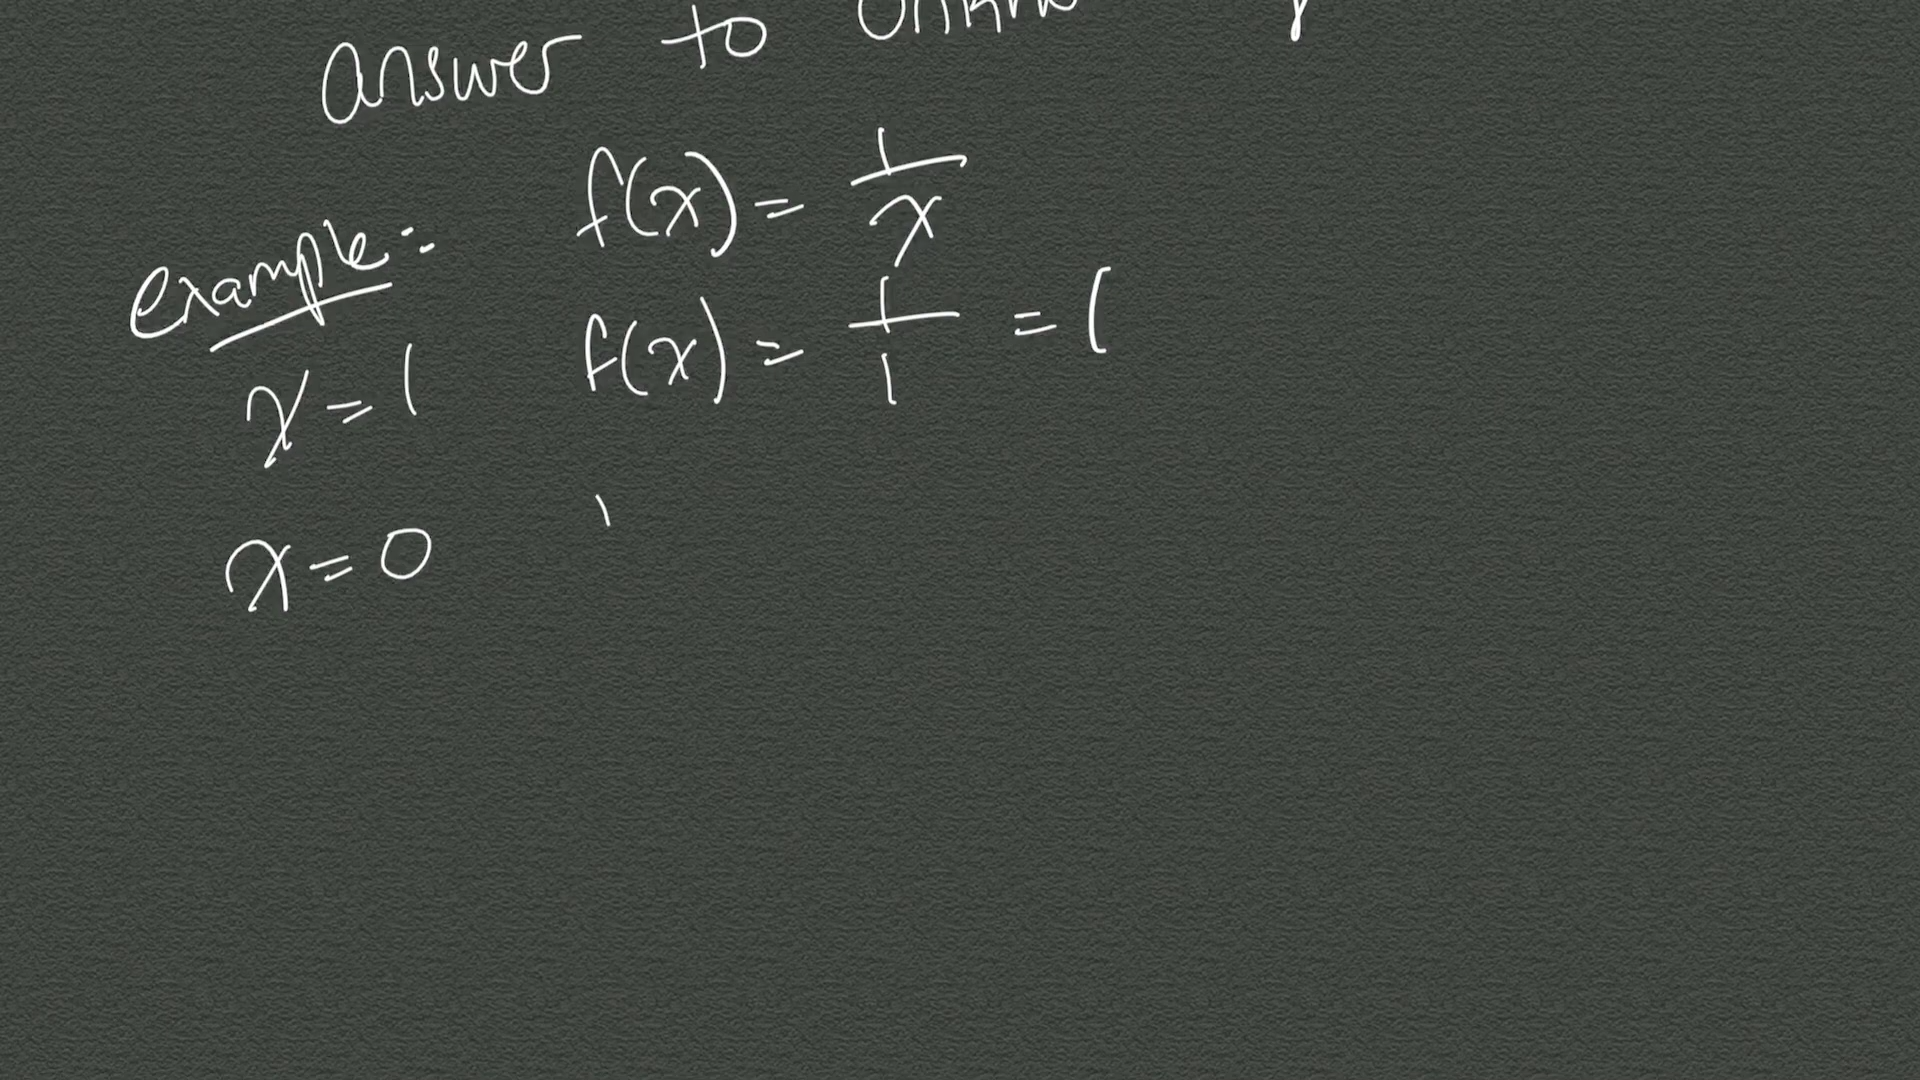 answer to
f(x) = 1/x
example:
x = 1 f(x) = 1/1 = 1
x = 0